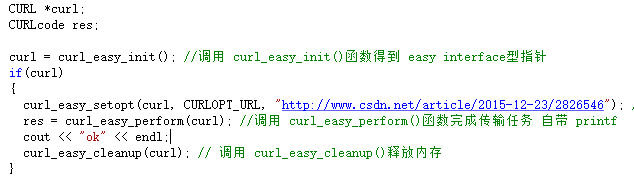 CURL *curl;
CURLcode res;
curl = curl_easy_init(); //调用 curl_easy_init()函数得到 easy interface型指针
if(curl)
{
curl_easy_setopt(curl, CURLOPT_URL, "http://www.csdn.net/article/2015-12-23/2826546");
res = curl_easy_perform(curl); //调用 curl_easy_perform()函数完成传输任务 自带 printf
cout << "ok" << endl;
curl_easy_cleanup(curl); // 调用 curl_easy_cleanup()释放内存
}